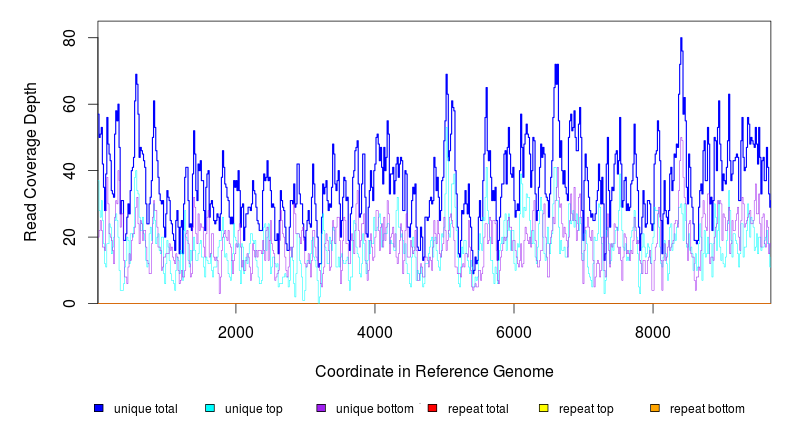 80
60
40
20
0
Read Coverage Depth
2000 4000 6000 8000
Coordinate in Reference Genome
unique total unique top unique bottom repeat total repeat top repeat bottom